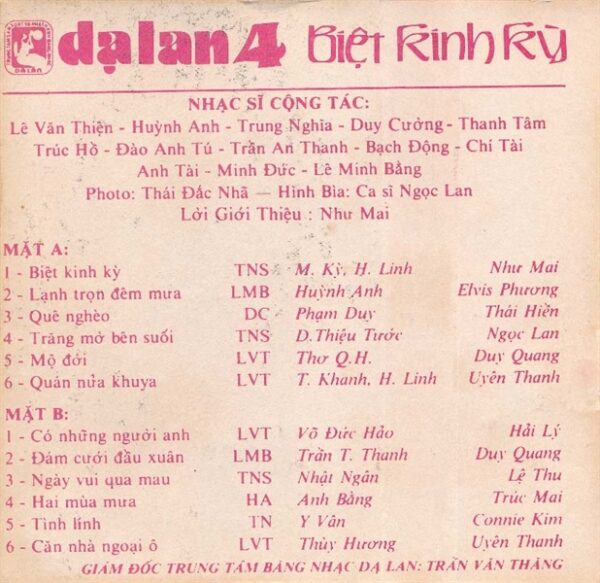 DẠ LAN
dạ lan 4 Biệt Kinh Kỳ
NHẠC SĨ CỘNG TÁC:
Lê Văn Thiện - Huỳnh Anh - Trung Nghĩa - Duy Cường - Thanh Tâm
Trúc Hồ - Đào Anh Tú - Trần An Thanh - Bạch Động - Chí Tài
Anh Tài - Minh Đức - Lê Minh Bằng
Photo: Thái Đắc Nhã — Hình Bìa: Ca sĩ Ngọc Lan
Lời Giới Thiệu : Như Mai
MẶT A:
1 - Biệt kinh kỳ TNS M. Kỳ, H. Linh Như Mai
2 - Lạnh trọn đêm mưa LMB Huỳnh Anh Elvis Phương
3 - Quê nghèo DC Phạm Duy Thái Hiền
4 - Trăng mờ bên suối TNS D.Thiệu Tước Ngọc Lan
5 - Mộ đời LVT Thơ Q.H. Duy Quang
6 - Quán nửa khuya LVT T. Khanh, H. Linh Uyên Thanh
MẶT B:
1 - Có những người anh LVT Võ Đức Hảo Hải Lý
2 - Đám cưới đầu xuân LMB Trần T. Thanh Duy Quang
3 - Ngày vui qua mau TNS Nhật Ngân Lệ Thu
4 - Hai mùa mưa HA Anh Bằng Trúc Mai
5 - Tình lính TN Y Vân Connie Kim
6 - Căn nhà ngoại ô LVT Thùy Hương Uyên Thanh
GIÁM ĐỐC TRUNG TÂM BĂNG NHẠC DẠ LAN: TRẦN VĂN THĂNG